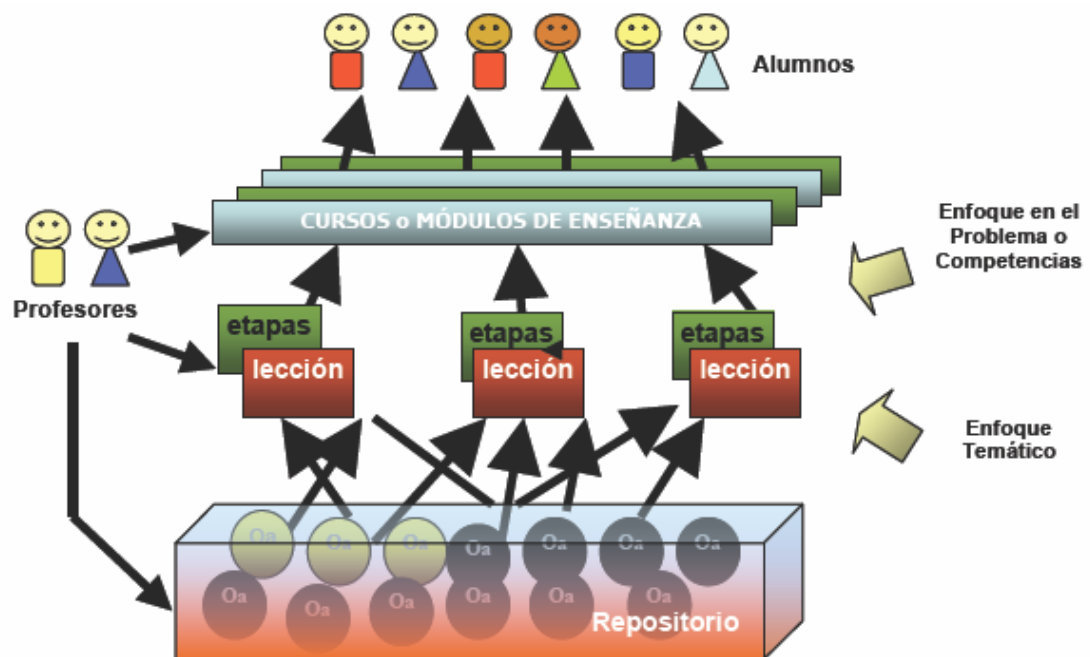 Alumnos
CURSOS o MÓDULOS DE ENSEÑANZA
Enfoque en el
Problema o
Competencias
Profesores
etapas
lección
etapas
lección
etapas
lección
Enfoque
Temático
Oa
Oa
Oa
Oa
Oa
Oa
Oa
Oa
Oa
Oa
Oa
Oa
Oa
Repositorio